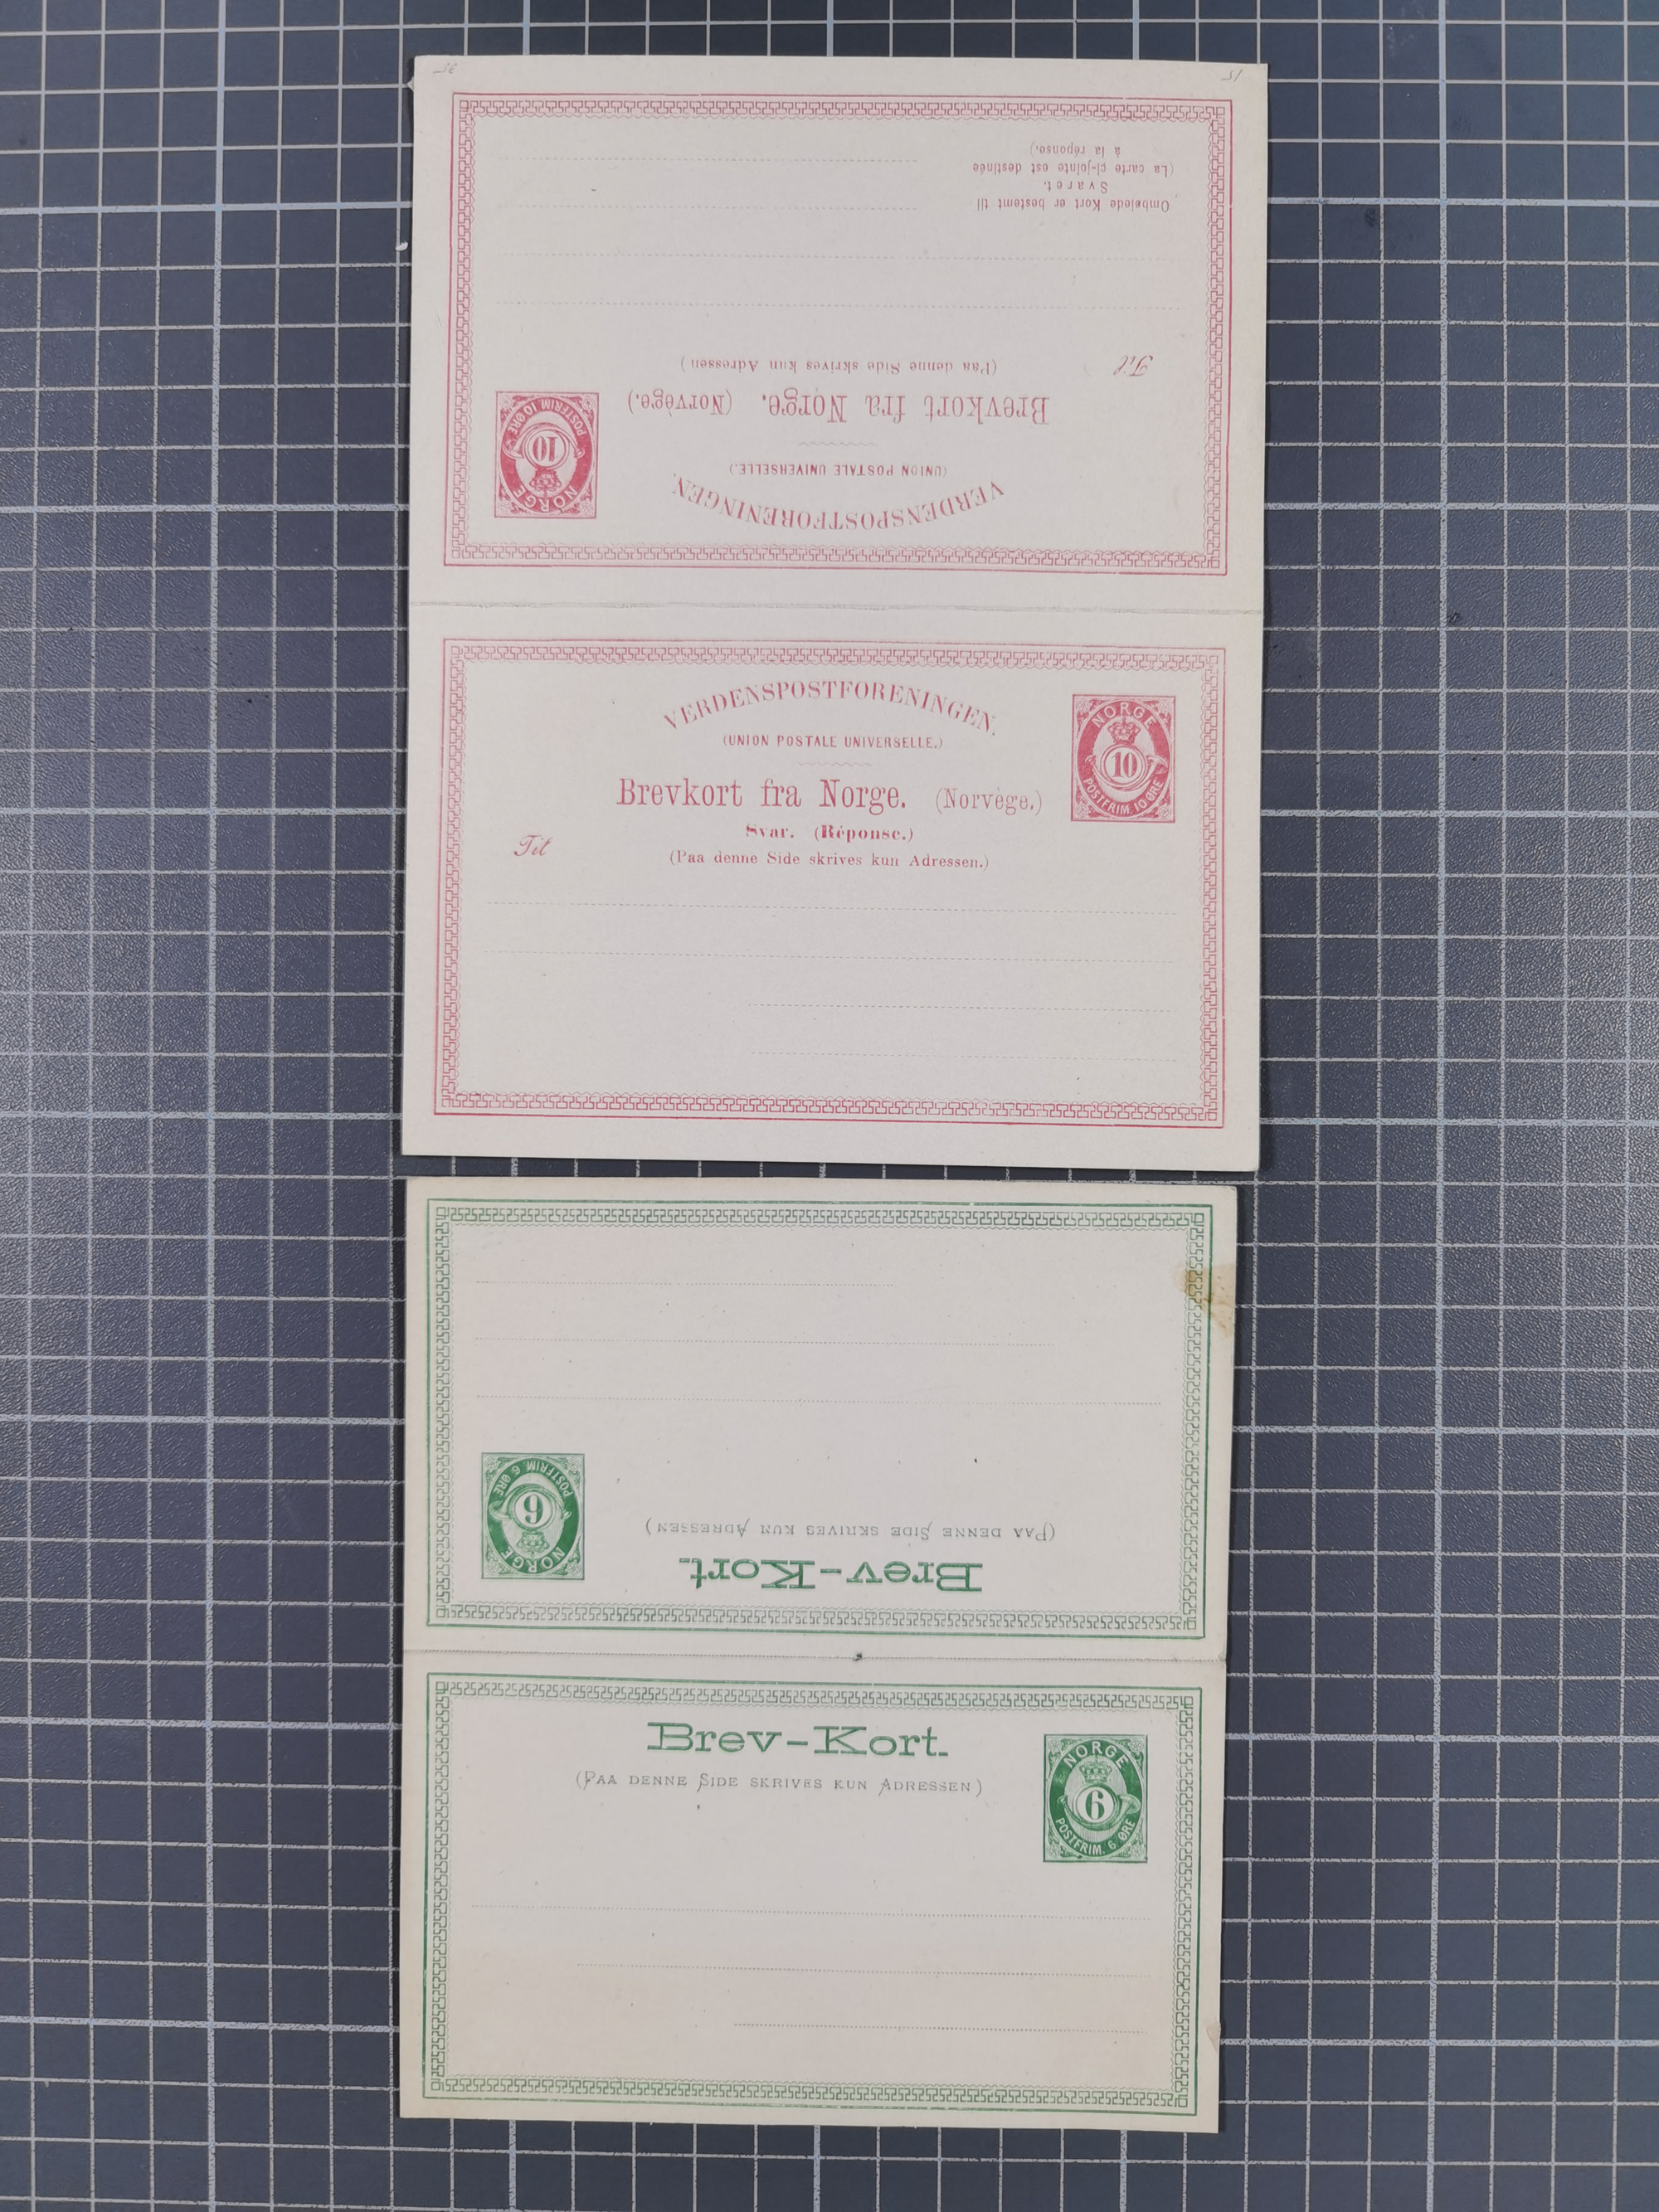 Ombøiede Kort er bestemt til
Svaret.
(La carte ci-jointe est destinée
à la réponse.)
VERDENSPOSTFORENINGEN.
(UNION POSTALE UNIVERSELLE.)
Brevkort fra Norge. (Norvège.)
(Paa denne Side skrives kun Adressen)
Til
NORGE
10
POSTFRIM 10 ØRE
VERDENSPOSTFORENINGEN.
(UNION POSTALE UNIVERSELLE.)
Brevkort fra Norge. (Norvège.)
Svar. (Réponse.)
(Paa denne Side skrives kun Adressen.)
Til
NORGE
10
POSTFRIM. 10 ØRE
Brev-Kort.
(PAA DENNE SIDE SKRIVES KUN ADRESSEN)
NORGE
6
POSTFRIM 6 ØRE
Brev-Kort.
(PAA DENNE SIDE SKRIVES KUN ADRESSEN)
NORGE
6
POSTFRIM. 6 ØRE